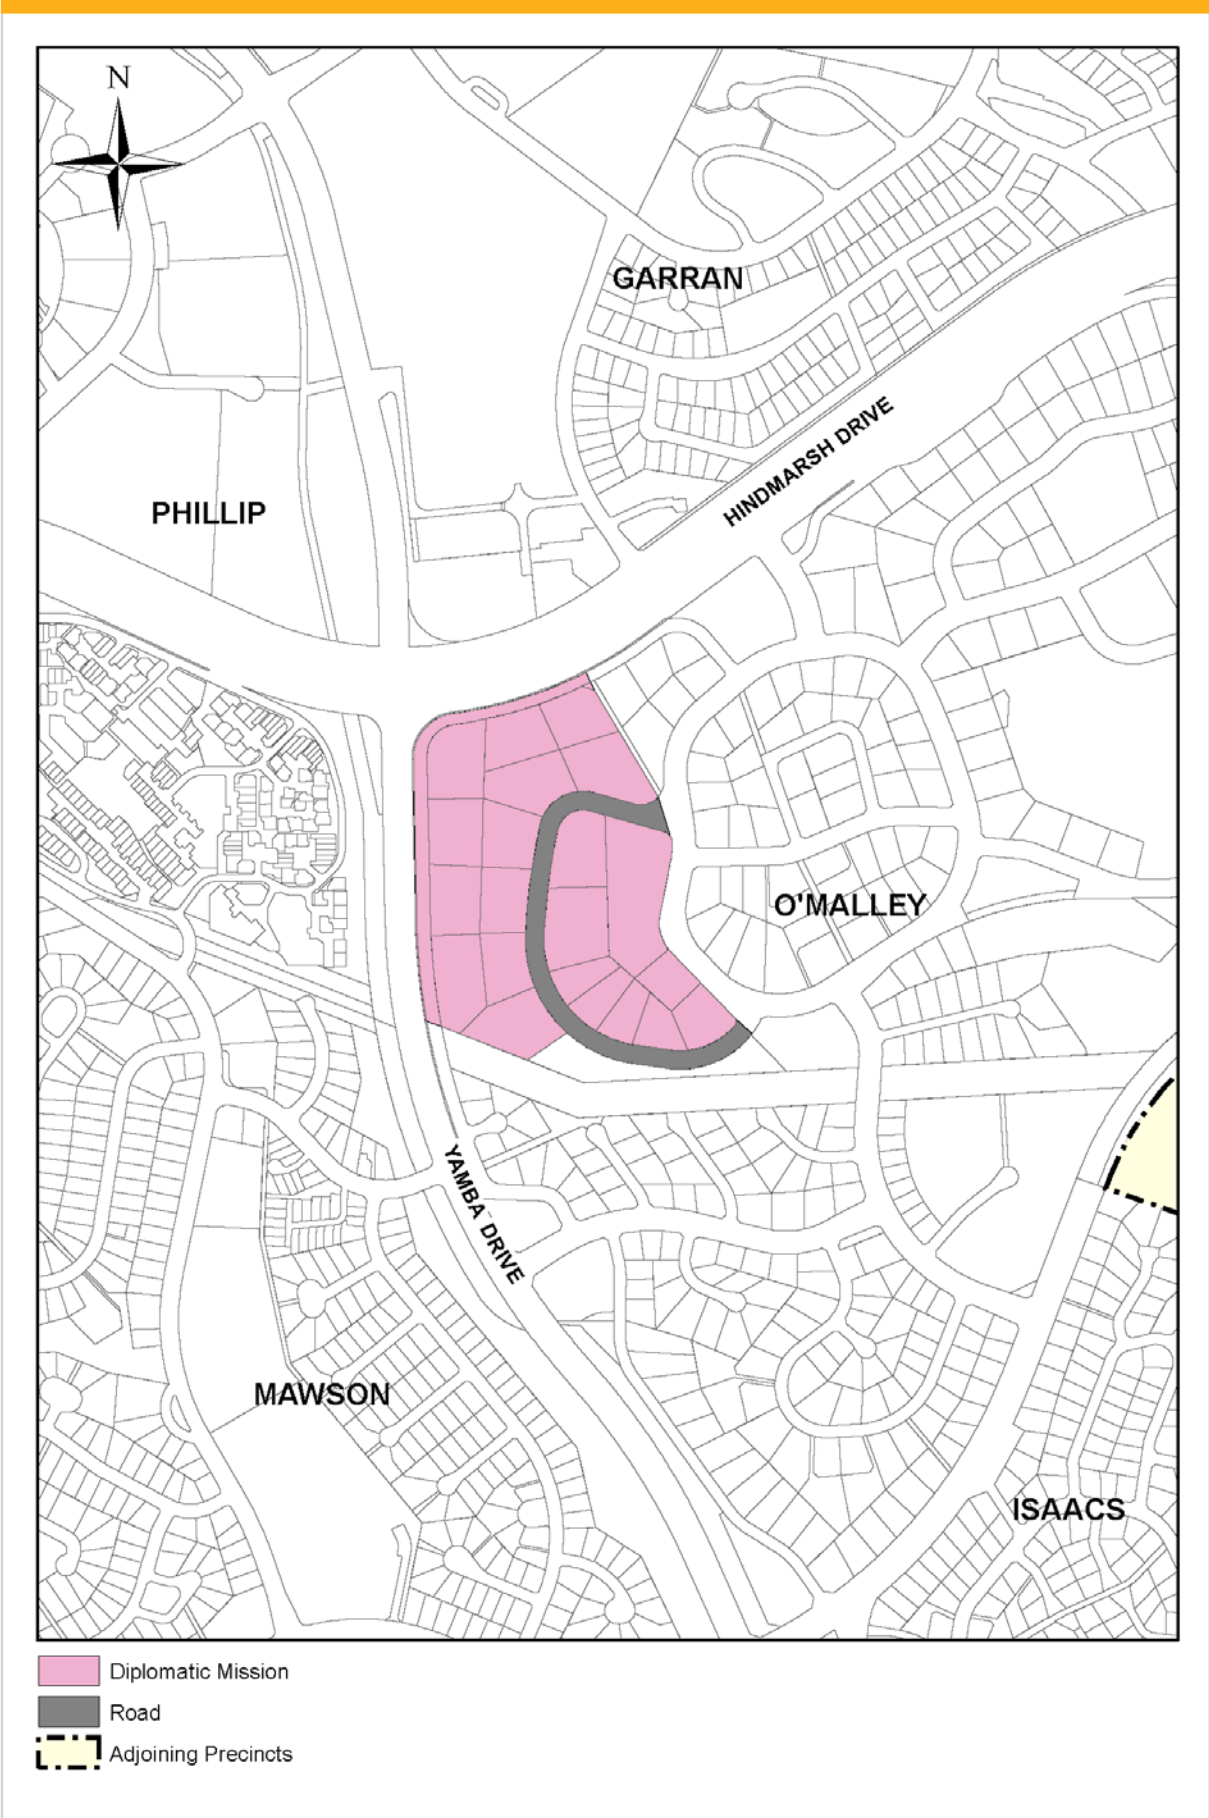 N
GARRAN
HINDMARSH DRIVE
PHILLIP
O'MALLEY
YAMBA DRIVE
MAWSON
ISAACS
Diplomatic Mission
Road
Adjoining Precincts